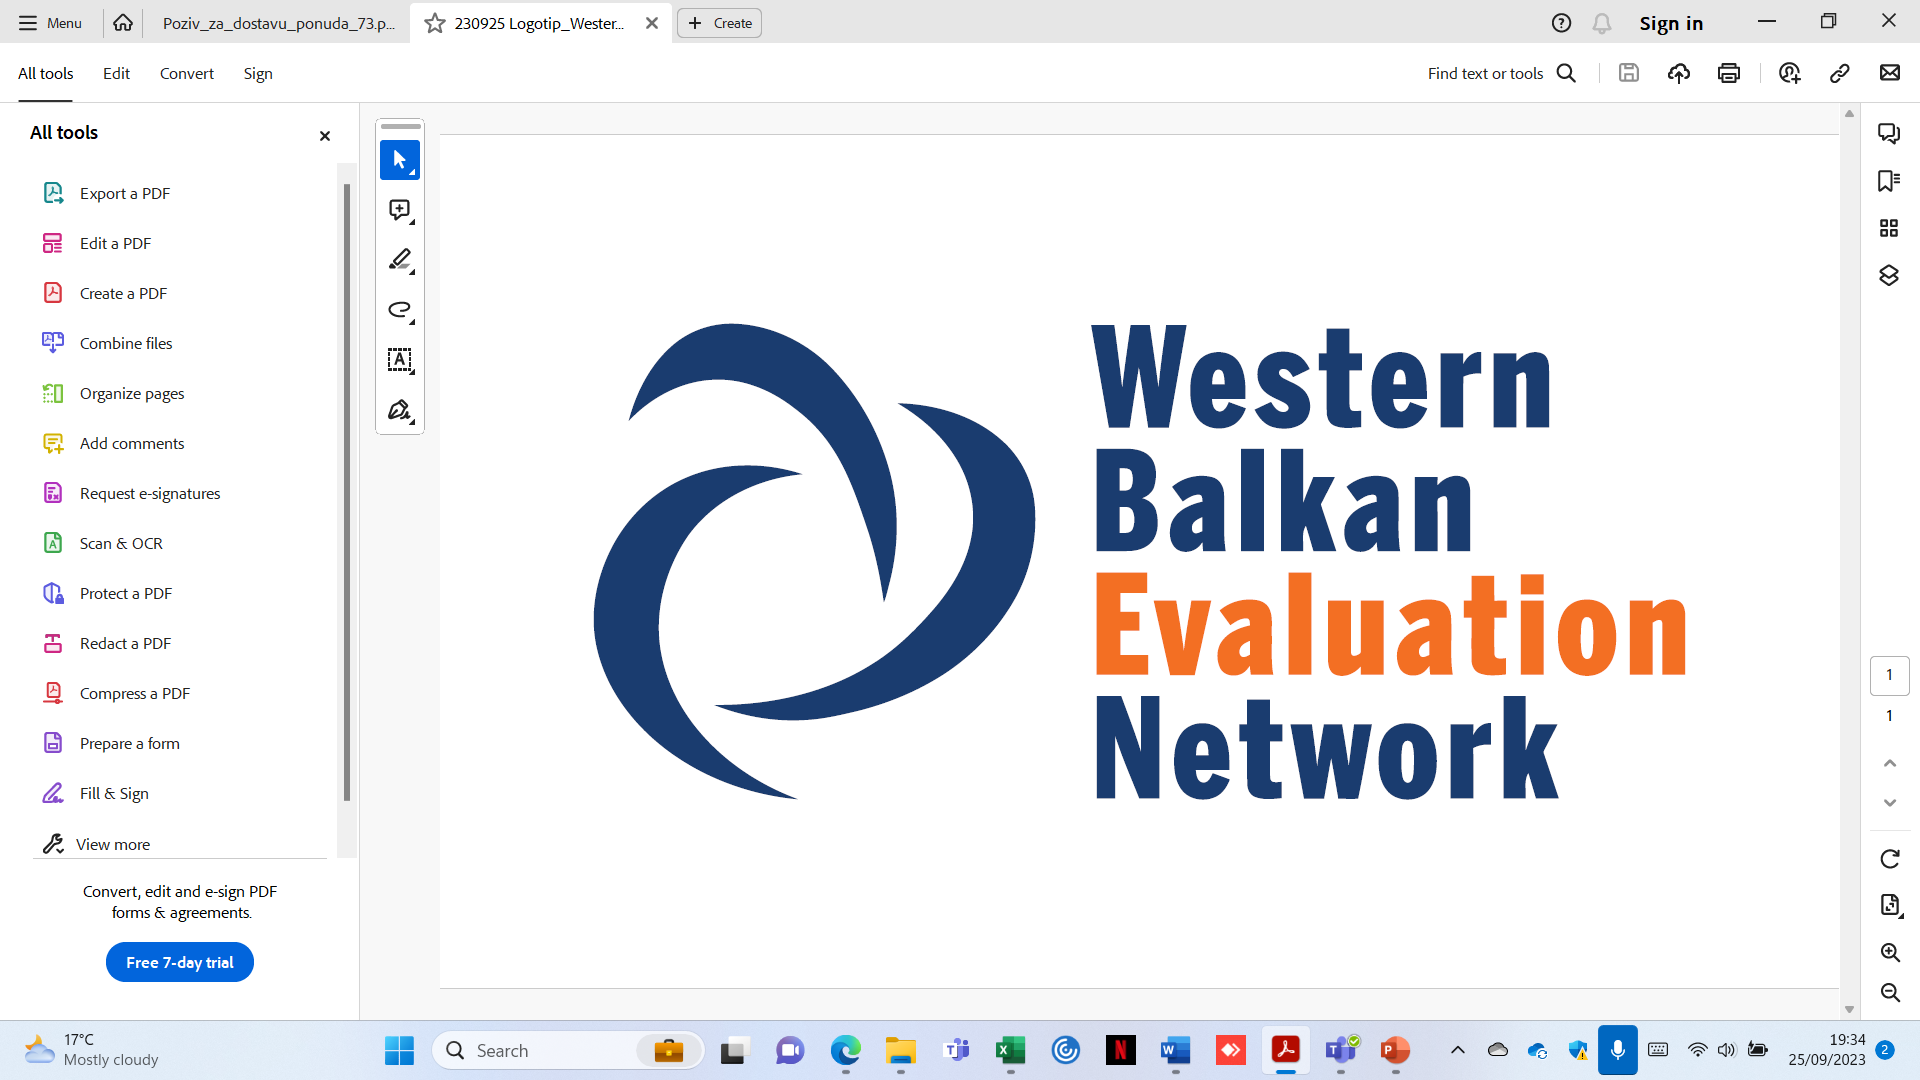 Menu
Poziv_za_dostavu_ponuda_73.p...
230925 Logotip_Wester...
Create
Sign in
All tools
Edit
Convert
Sign
Find text or tools
All tools
Export a PDF
Edit a PDF
Create a PDF
Combine files
Organize pages
Add comments
Request e-signatures
Scan & OCR
Protect a PDF
Redact a PDF
Compress a PDF
Prepare a form
Fill & Sign
View more
Convert, edit and e-sign PDF
forms & agreements.
Free 7-day trial
Western
Balkan
Evaluation
Network
1
1
17°C
Mostly cloudy
Search
19:34
25/09/2023
2